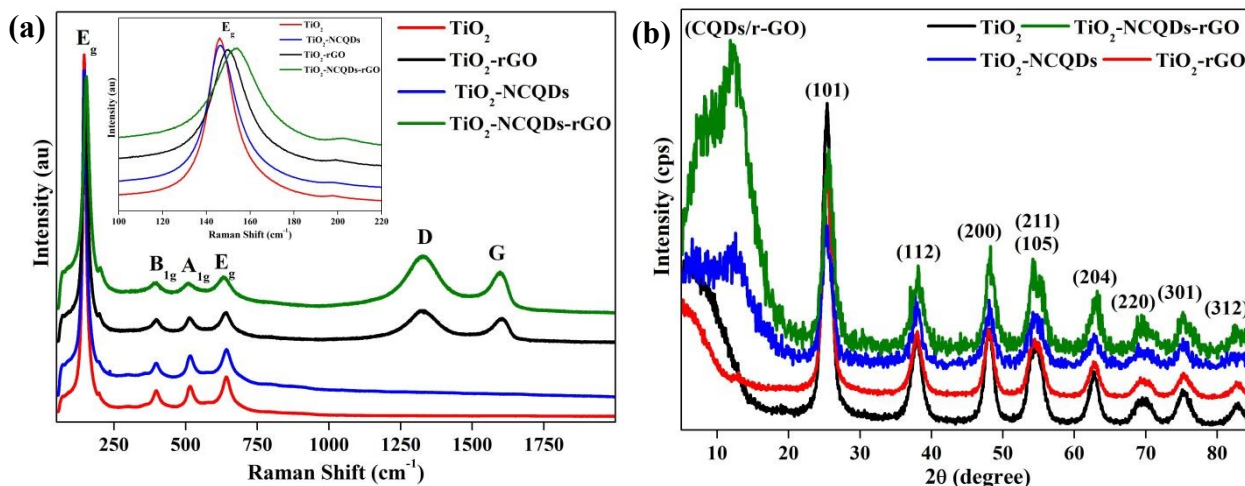 (a)
E_g
Intensity (au)
E_g
TiO₂
TiO₂-NCQDs
TiO₂-rGO
TiO₂-NCQDs-rGO
100 120 140 160 180 200 220
Raman Shift (cm⁻¹)
Intensity (au)
TiO₂
TiO₂-rGO
TiO₂-NCQDs
TiO₂-NCQDs-rGO
B₁g A₁g E_g
D
G
250 500 750 1000 1250 1500 1750
Raman Shift (cm⁻¹)
(b)
(CQDs/r-GO)
TiO₂ TiO₂-NCQDs-rGO
TiO₂-NCQDs TiO₂-rGO
(101)
(112)
(200)
(211)
(105)
(204)
(220)
(301)
(312)
Intensity (cps)
10 20 30 40 50 60 70 80
2θ (degree)